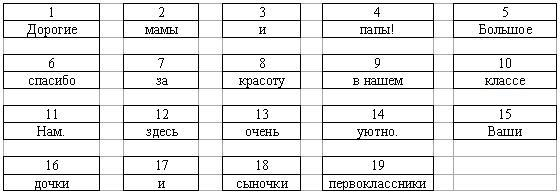 1 2 3 4 5
Дорогие мамы и папы! Большое
6 7 8 9 10
спасибо за красоту в нашем классе
11 12 13 14 15
Нам. здесь очень уютно. Ваши
16 17 18 19
дочки и сыночки первоклассники